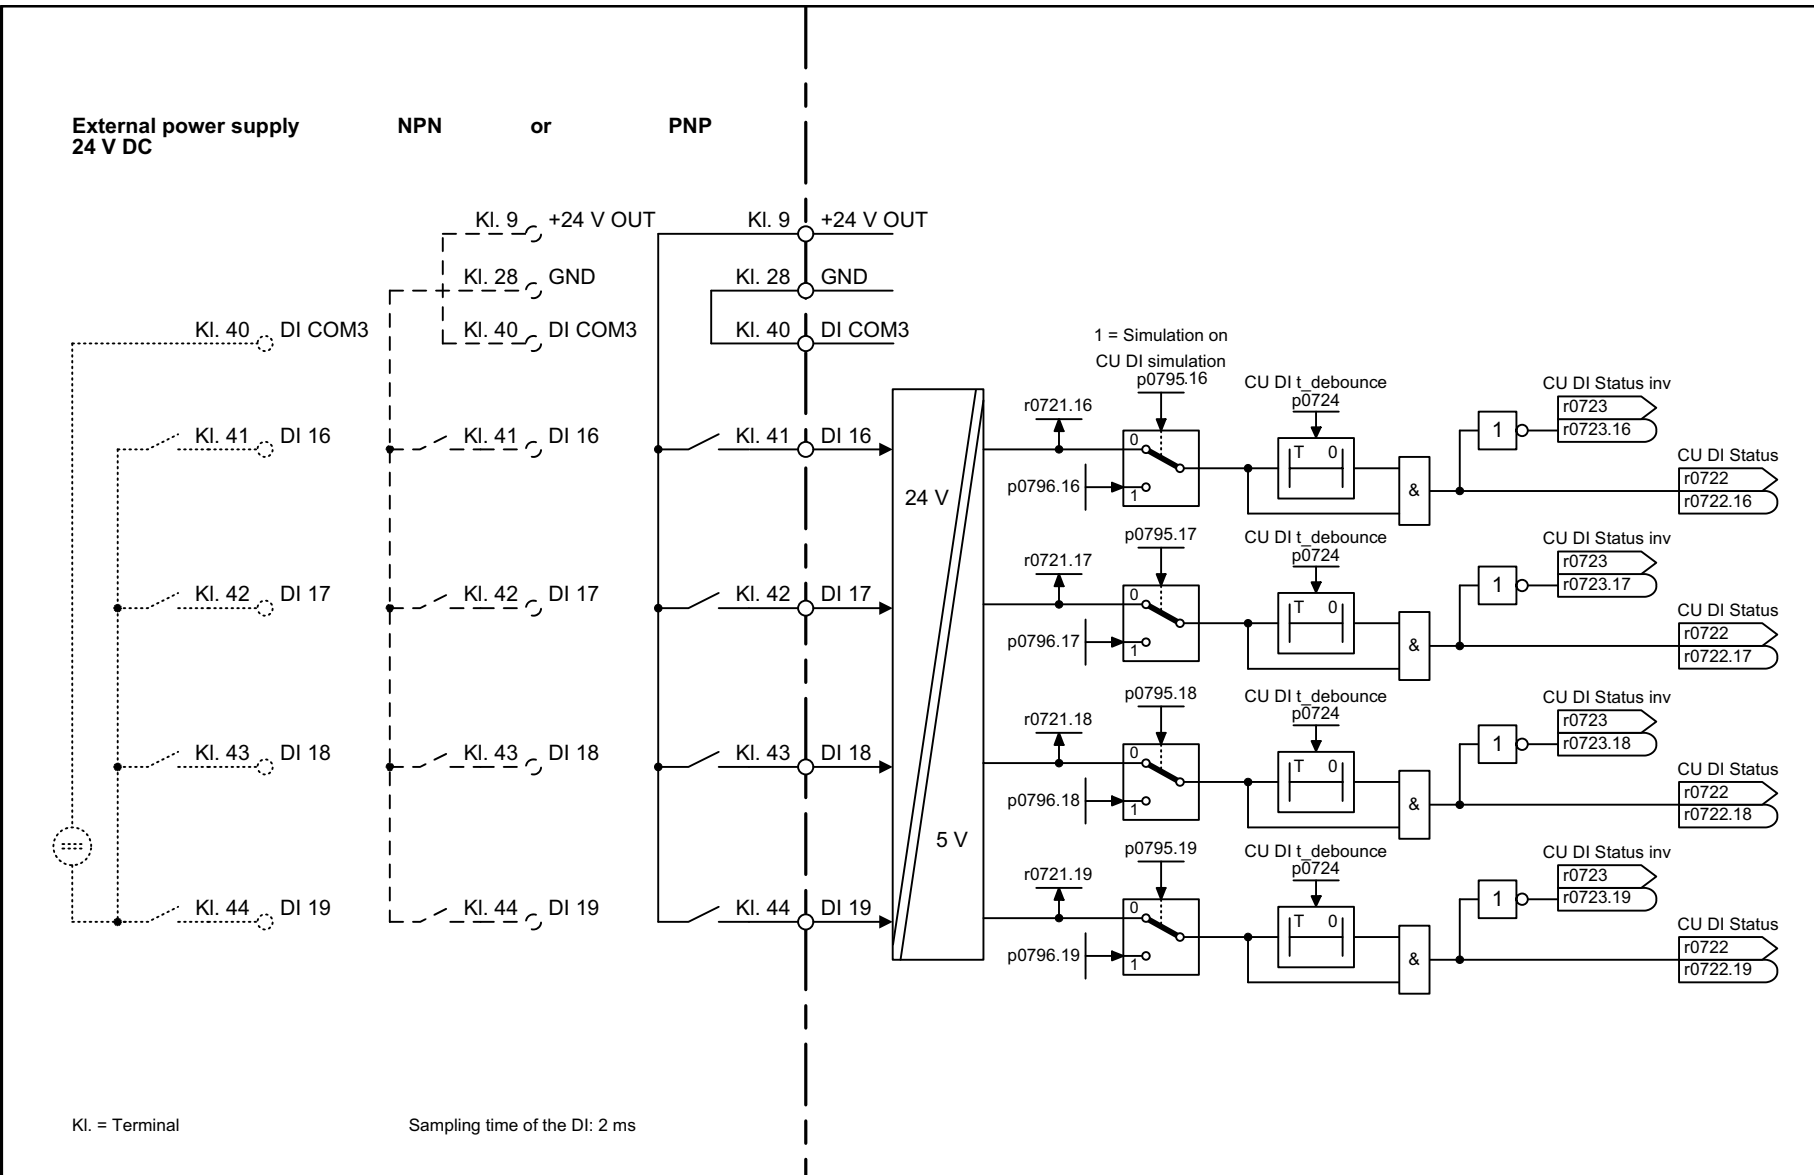 External power supply
24 V DC
NPN or PNP
Kl. 9 +24 V OUT
Kl. 28 GND
Kl. 40 DI COM3
Kl. 9 +24 V OUT
Kl. 28 GND
Kl. 40 DI COM3
Kl. 40 DI COM3
Kl. 41 DI 16
Kl. 41 DI 16
Kl. 41 DI 16
Kl. 42 DI 17
Kl. 42 DI 17
Kl. 42 DI 17
Kl. 43 DI 18
Kl. 43 DI 18
Kl. 43 DI 18
Kl. 44 DI 19
Kl. 44 DI 19
Kl. 44 DI 19
24 V
5 V
1 = Simulation on
CU DI simulation
p0795.16
r0721.16
0
p0796.16
1
CU DI t_debounce
p0724
T 0
&
1
CU DI Status inv
r0723
r0723.16
CU DI Status
r0722
r0722.16
p0795.17
r0721.17
0
p0796.17
1
CU DI t_debounce
p0724
T 0
&
1
CU DI Status inv
r0723
r0723.17
CU DI Status
r0722
r0722.17
p0795.18
r0721.18
0
p0796.18
1
CU DI t_debounce
p0724
T 0
&
1
CU DI Status inv
r0723
r0723.18
CU DI Status
r0722
r0722.18
p0795.19
r0721.19
0
p0796.19
1
CU DI t_debounce
p0724
T 0
&
1
CU DI Status inv
r0723
r0723.19
CU DI Status
r0722
r0722.19
Kl. = Terminal
Sampling time of the DI: 2 ms